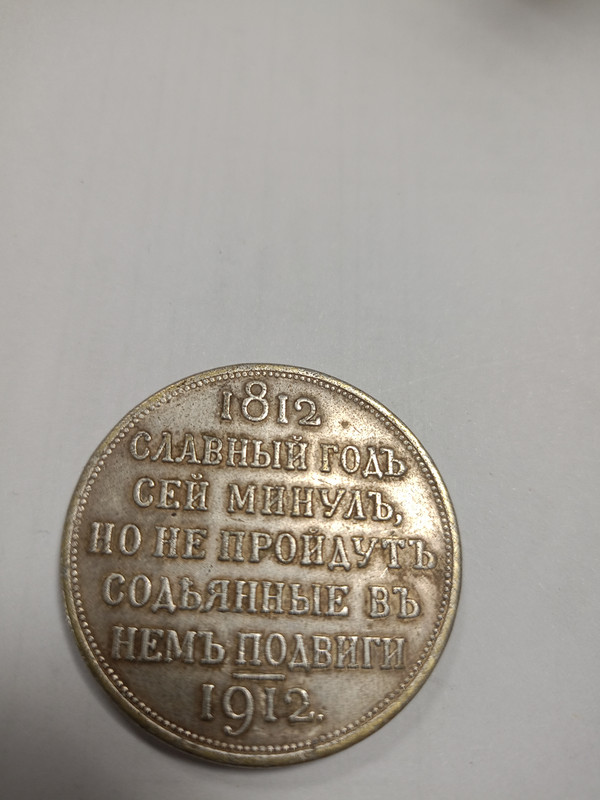 1812
СЛАВНЫЙ ГОДЪ
СЕЙ МИНУЛЪ,
НО НЕ ПРОЙДУТЪ
СОДѢЯННЫЕ ВЪ
НЕМЪ ПОДВИГИ
1912.